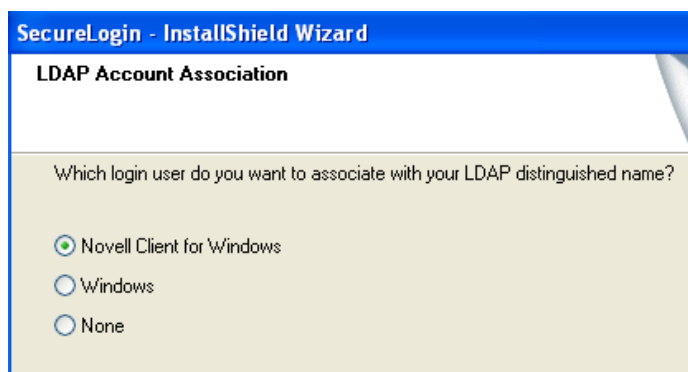 SecureLogin - InstallShield Wizard
LDAP Account Association
Which login user do you want to associate with your LDAP distinguished name?
Novell Client for Windows
Windows
None